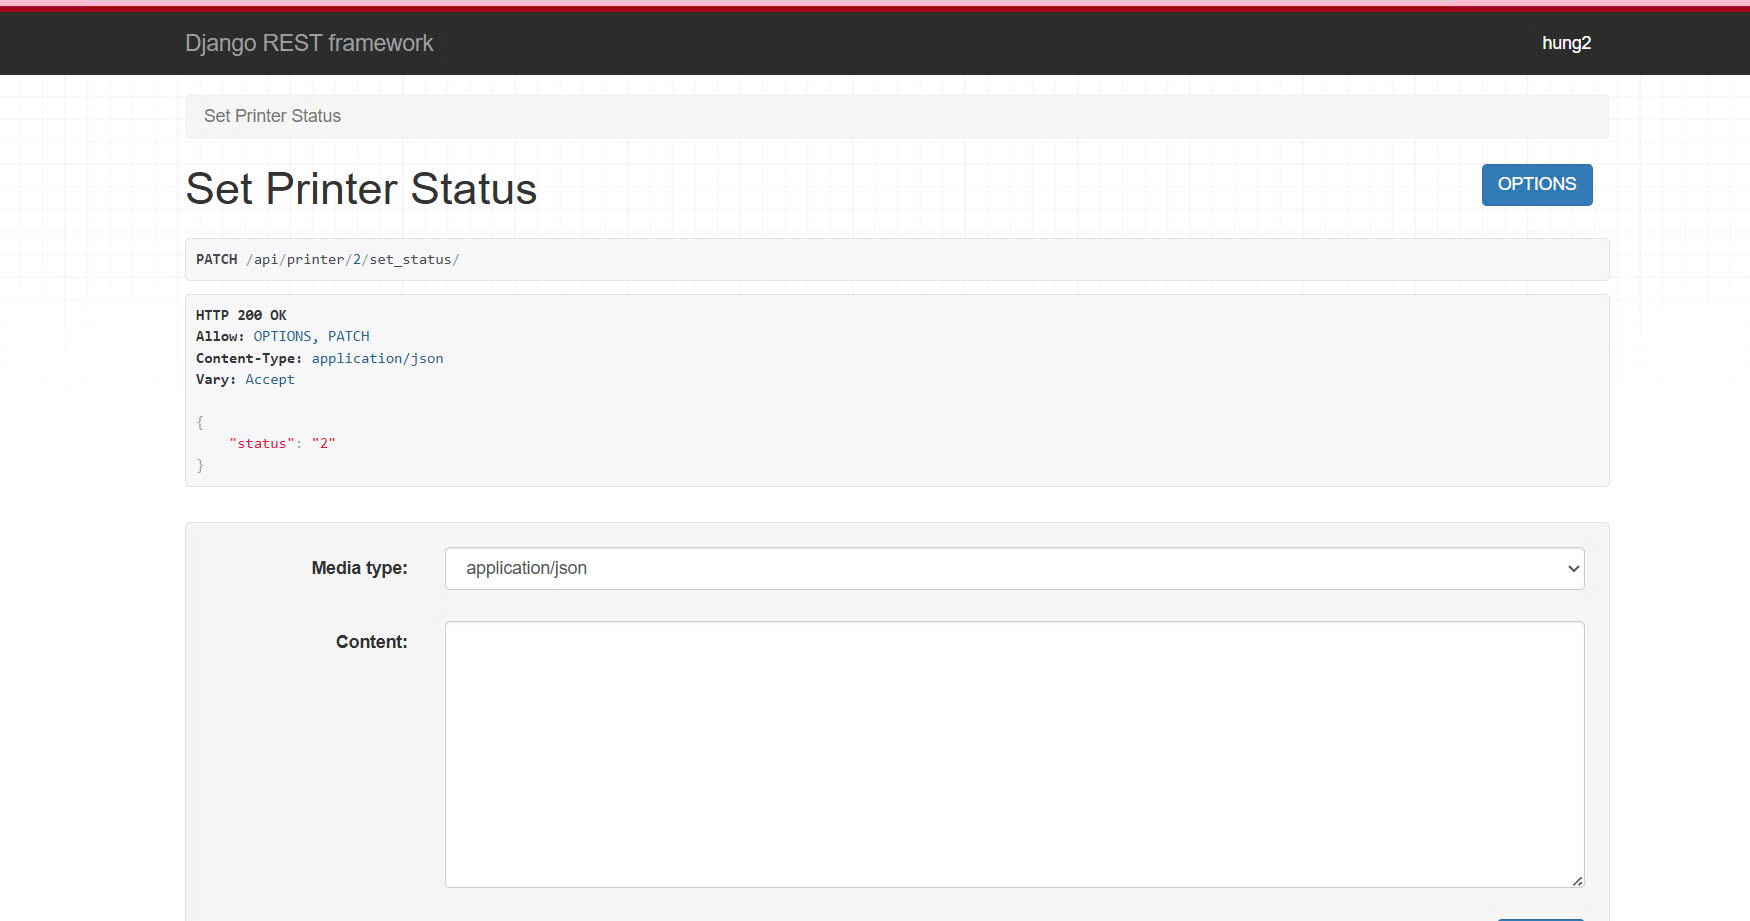 Django REST framework
hung2
Set Printer Status
Set Printer Status
OPTIONS
PATCH /api/printer/2/set_status/
HTTP 200 OK
Allow: OPTIONS, PATCH
Content-Type: application/json
Vary: Accept
{
"status": "2"
}
Media type:
application/json
Content: